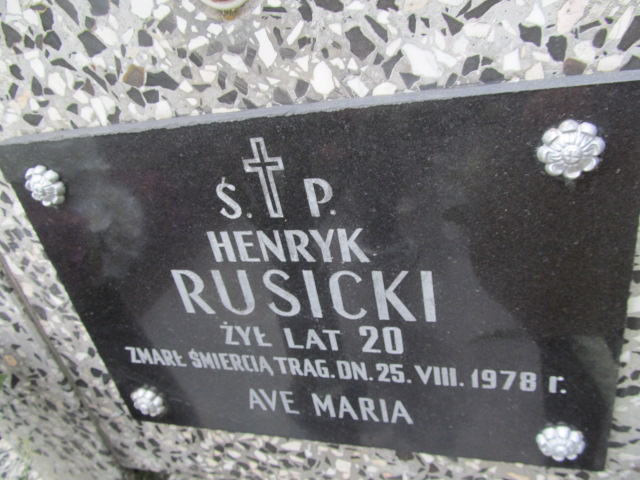 Ś. P.
HENRYK
RUSICKI
ŻYŁ LAT 20
ZMARŁ ŚMIERCIĄ TRAG. DN. 25. VIII. 1978 r.
AVE MARIA